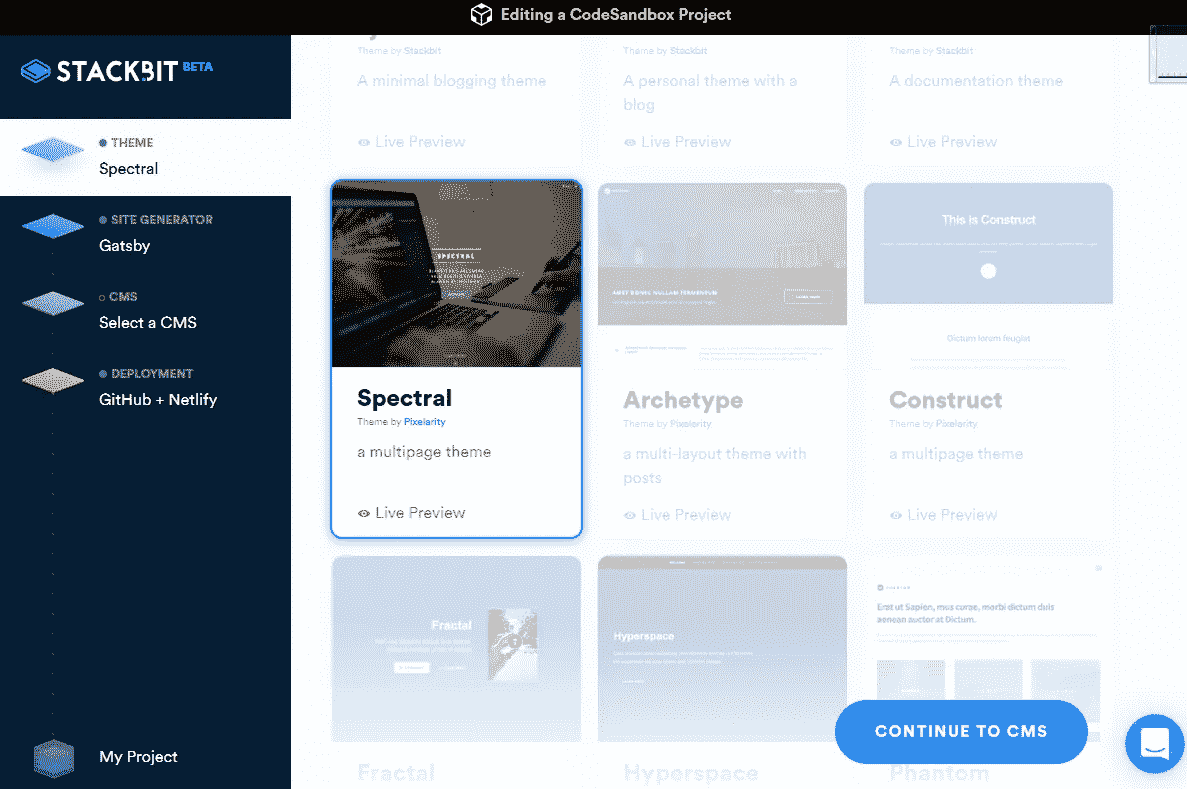 Editing a CodeSandbox Project
STACKBIT BETA
THEME
Spectral
SITE GENERATOR
Gatsby
CMS
Select a CMS
DEPLOYMENT
GitHub + Netlify
My Project
Theme by Stackbit
A minimal blogging theme
Live Preview
Theme by Stackbit
A personal theme with a
blog
Live Preview
Theme by Stackbit
A documentation theme
Live Preview
SPECTRAL
Spectral
Theme by Pixelarity
a multipage theme
Live Preview
Archetype
Theme by Pixelarity
a multi-layout theme with
posts
Live Preview
This is Construct
Dictum lorem feugiat
Construct
Theme by Pixelarity
a multipage theme
Live Preview
Fractal
Fractal
Hyperspace
Hyperspace
Erat ut Sapien, mus curae, morbi dictum duis
aenean auctor at Dictum.
Phantom
CONTINUE TO CMS